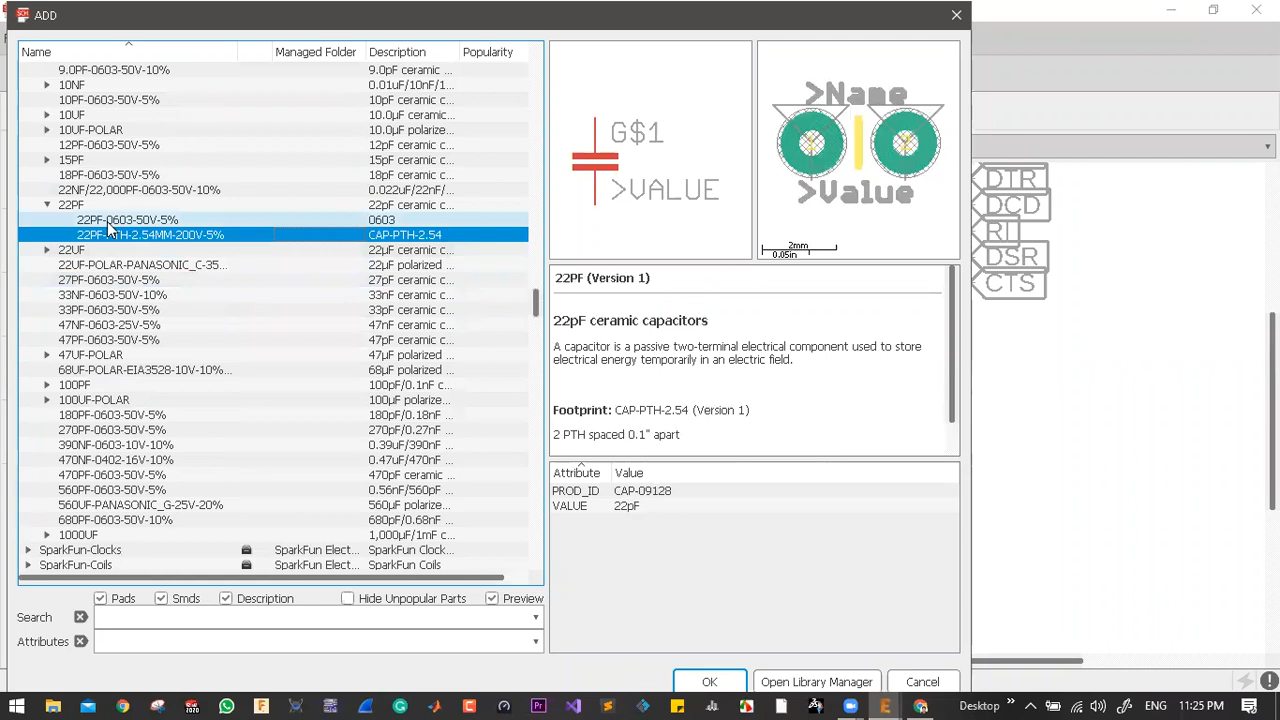 ADD
Name Managed Folder Description Popularity
9.0PF-0603-50V-10% 9.0pF ceramic ...
10NF 0.01uF/10nF/1...
10PF-0603-50V-5% 10pF ceramic c...
10UF 10.0µF ceramic...
10UF-POLAR 10.0µF polarize...
12PF-0603-50V-5% 12pF ceramic c...
15PF 15pF ceramic c...
18PF-0603-50V-5% 18pF ceramic c...
22NF/22,000PF-0603-50V-10% 0.022uF/22nF/...
22PF 22pF ceramic c...
22PF-0603-50V-5% 0603
22PF-PTH-2.54MM-200V-5% CAP-PTH-2.54
22UF 22µF ceramic c...
22UF-POLAR-PANASONIC_C-35... 22µF polarized ...
27PF-0603-50V-5% 27pF ceramic c...
33NF-0603-50V-10% 33nF ceramic c...
33PF-0603-50V-5% 33pF ceramic c...
47NF-0603-25V-5% 47nF ceramic c...
47PF-0603-50V-5% 47pF ceramic c...
47UF-POLAR 47µF polarized ...
68UF-POLAR-EIA3528-10V-10%... 68µF polarized ...
100PF 100pF/0.1nF c...
100UF-POLAR 100µF polarize...
180PF-0603-50V-5% 180pF/0.18nF ...
270PF-0603-50V-5% 270pF/0.27nF ...
390NF-0603-10V-10% 0.39uF/390nF ...
470NF-0402-16V-10% 0.47uF/470nF ...
470PF-0603-50V-5% 470pF ceramic ...
560PF-0603-50V-5% 0.56nF/560pF ...
560UF-PANASONIC_G-25V-20% 560µF polarize...
680PF-0603-50V-10% 680pF/0.68nF ...
1000UF 1,000µF/1mF c...
SparkFun-Clocks SparkFun Elect... SparkFun Clock...
SparkFun-Coils SparkFun Elect... SparkFun Coils
Pads Smds Description Hide Unpopular Parts Preview
Search
Attributes
G$1
>VALUE
>Name
>Value
2mm
0.05in
22PF (Version 1)
22pF ceramic capacitors
A capacitor is a passive two-terminal electrical component used to store
electrical energy temporarily in an electric field.
Footprint: CAP-PTH-2.54 (Version 1)
2 PTH spaced 0.1" apart
Attribute Value
PROD_ID CAP-09128
VALUE 22pF
OK Open Library Manager Cancel
DTR
DCD
RI
DSR
CTS
Desktop ENG 11:25 PM